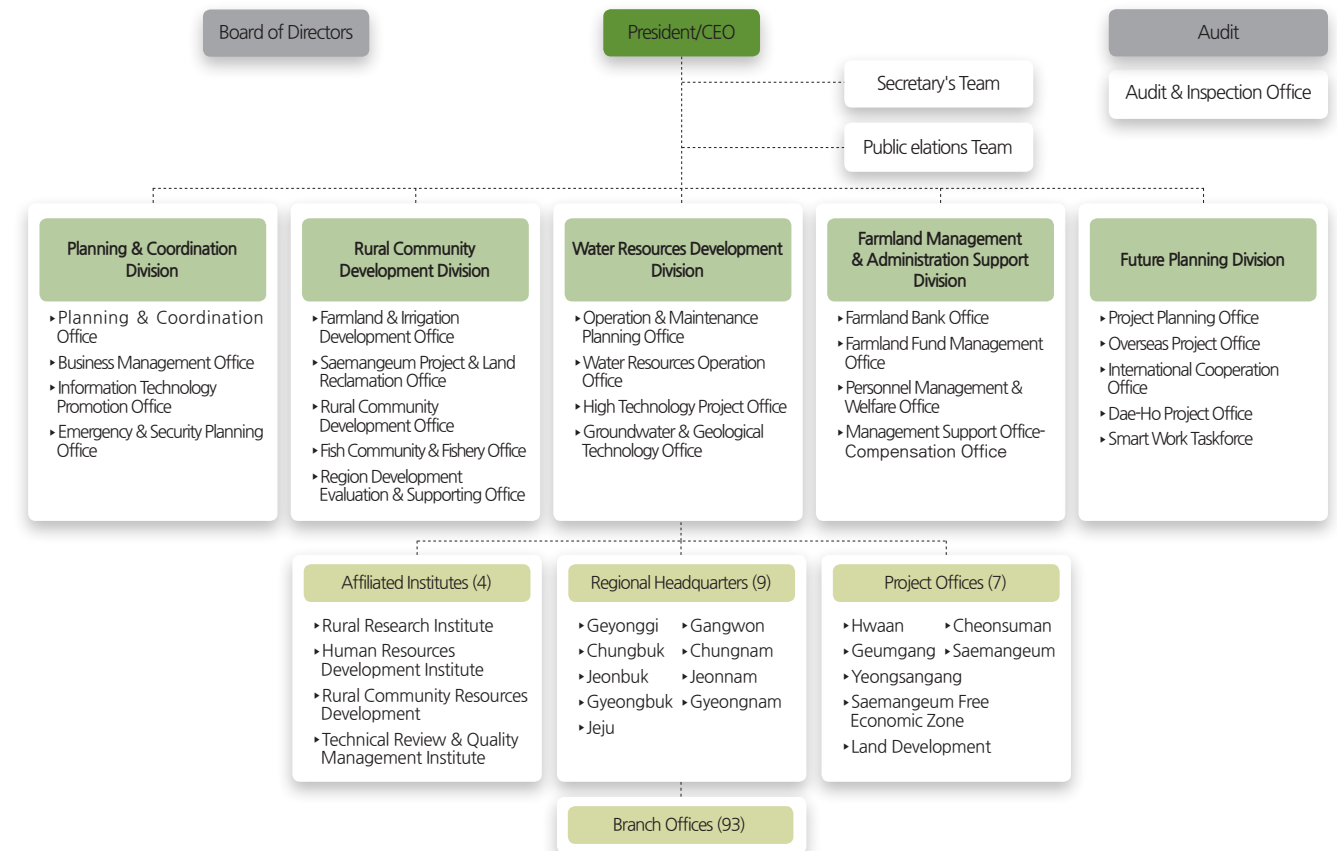 Board of Directors
President/CEO
Audit
Secretary's Team
Audit & Inspection Office
Public elations Team
Planning & Coordination
Division
‣Planning & Coordination
Office
‣Business Management Office
‣Information Technology
Promotion Office
‣Emergency & Security Planning
Office
Rural Community
Development Division
‣Farmland & Irrigation
Development Office
‣Saemangeum Project & Land
Reclamation Office
‣Rural Community
Development Office
‣Fish Community & Fishery Office
‣Region Development
Evaluation & Supporting Office
Water Resources Development
Division
‣Operation & Maintenance
Planning Office
‣Water Resources Operation
Office
‣High Technology Project Office
‣Groundwater & Geological
Technology Office
Farmland Management
& Administration Support
Division
‣Farmland Bank Office
‣Farmland Fund Management
Office
‣Personnel Management &
Welfare Office
‣Management Support Office-
Compensation Office
Future Planning Division
‣Project Planning Office
‣Overseas Project Office
‣International Cooperation
Office
‣Dae-Ho Project Office
‣Smart Work Taskforce
Affiliated Institutes (4)
‣Rural Research Institute
‣Human Resources
Development Institute
‣Rural Community Resources
Development
‣Technical Review & Quality
Management Institute
Regional Headquarters (9)
‣Geyonggi ‣Gangwon
‣Chungbuk ‣Chungnam
‣Jeonbuk ‣Jeonnam
‣Gyeongbuk ‣Gyeongnam
‣Jeju
Project Offices (7)
‣Hwaan ‣Cheonsuman
‣Geumgang ‣Saemangeum
‣Yeongsangang
‣Saemangeum Free
Economic Zone
‣Land Development
Branch Offices (93)